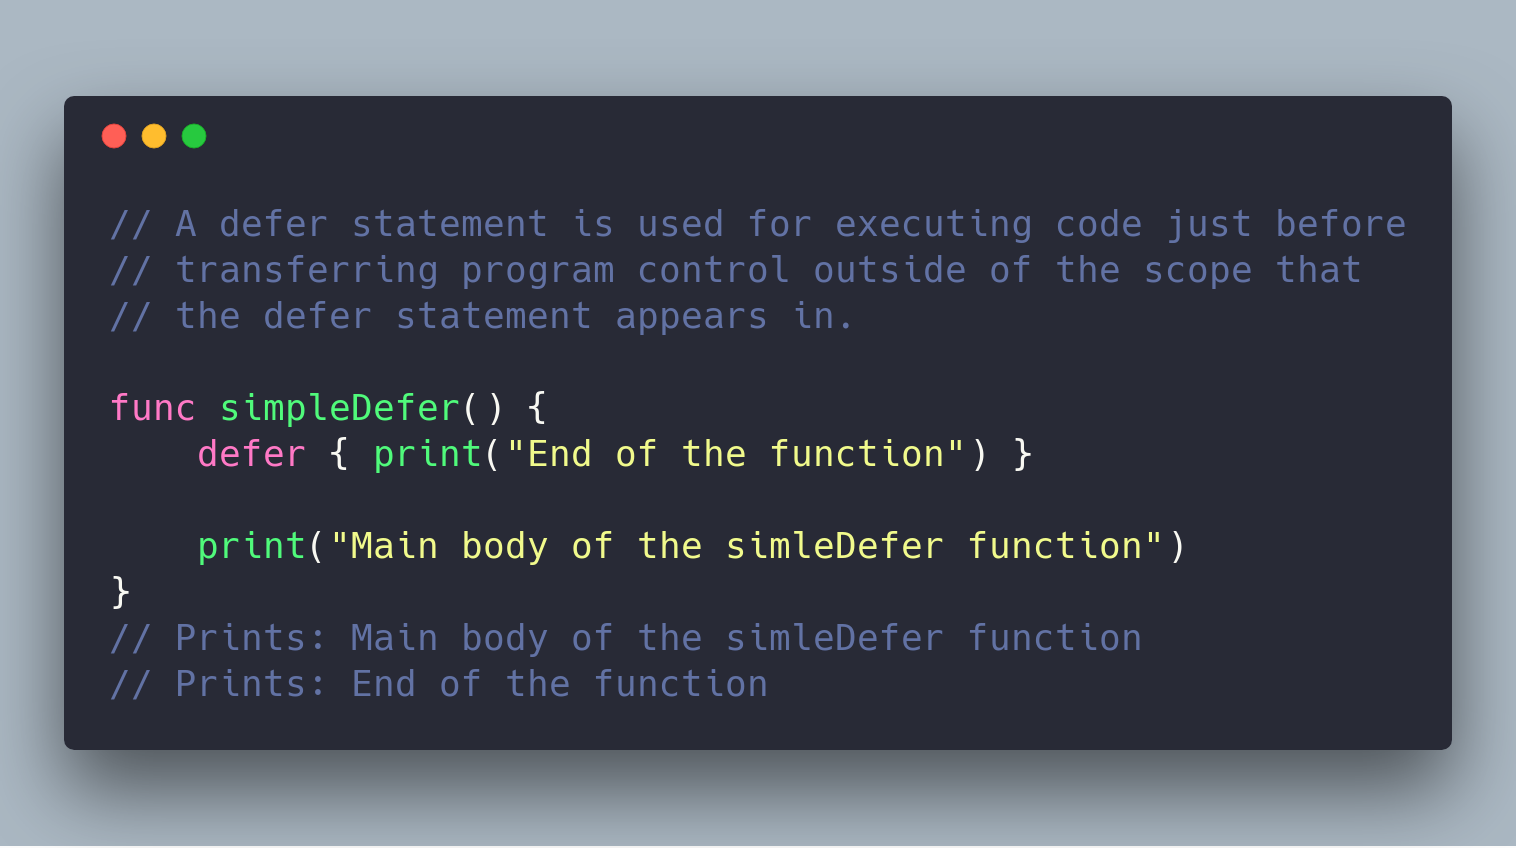 // A defer statement is used for executing code just before
// transferring program control outside of the scope that
// the defer statement appears in.
func simpleDefer() {
defer { print("End of the function") }
print("Main body of the simleDefer function")
}
// Prints: Main body of the simleDefer function
// Prints: End of the function